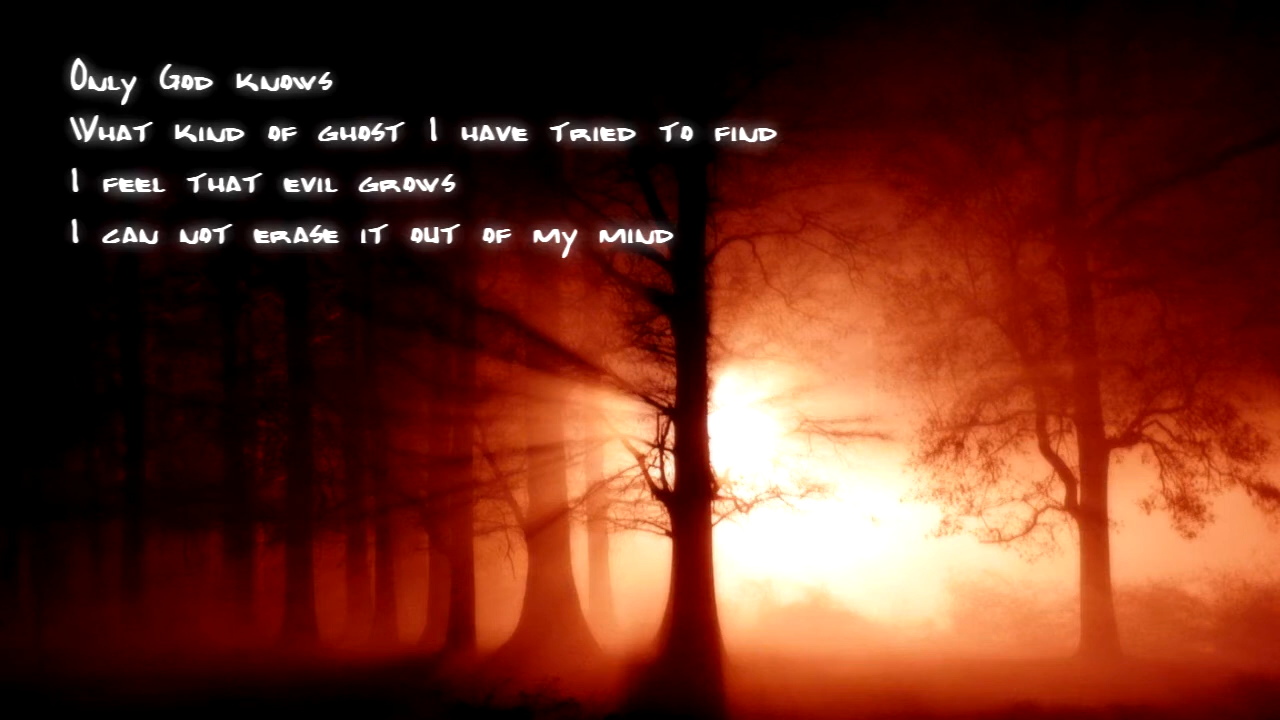 Only God knows
What kind of ghost I have tried to find
I feel that evil grows
I can not erase it out of my mind